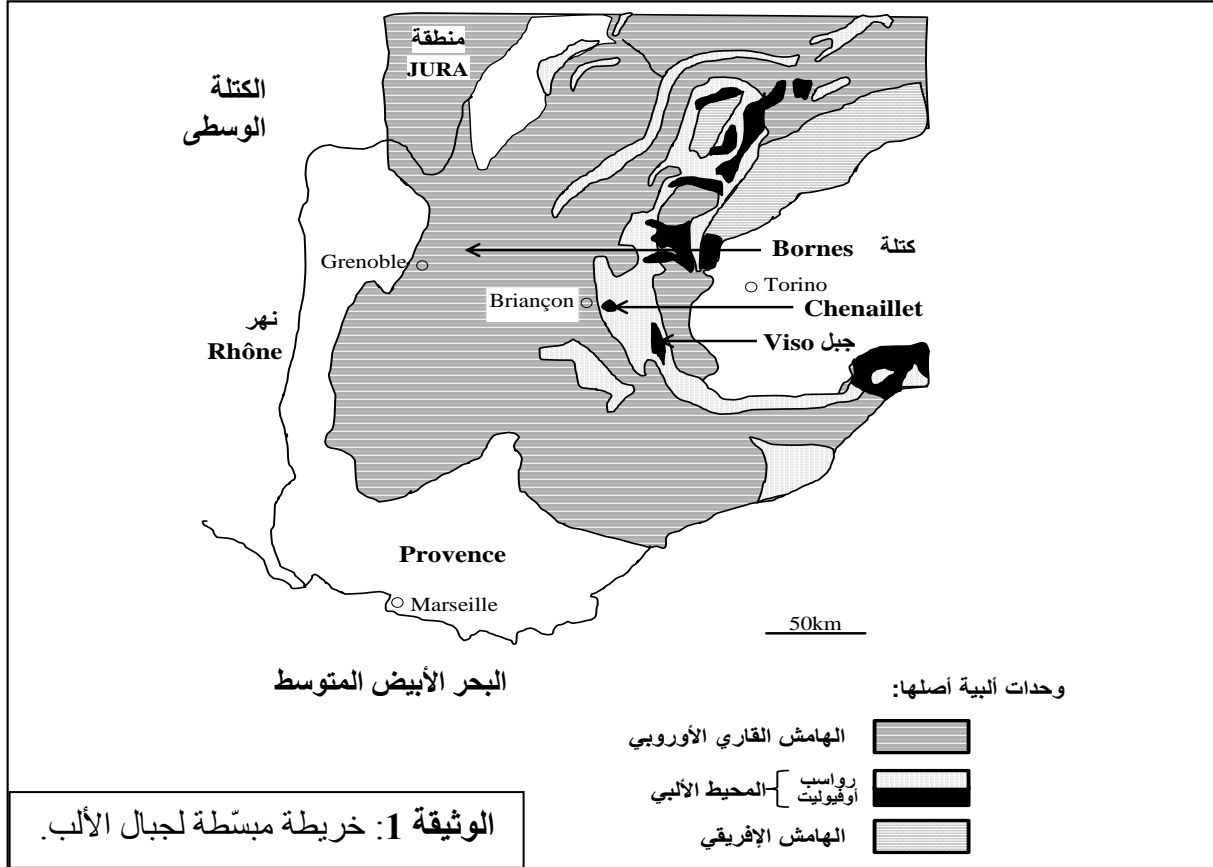 منطقة
JURA
الكتلة
الوسطى
كتلة Bornes
Grenoble
Torino
Briançon
Chenaillet
نهر
Rhône
جبل Viso
Provence
Marseille
50km
البحر الأبيض المتوسط
وحدات ألبية أصلها:
الهامش القاري الأوروبي
رواسب
أوفيوليت
المحيط الألبي
الهامش الإفريقي
الوثيقة 1: خريطة مبسّطة لجبال الألب.